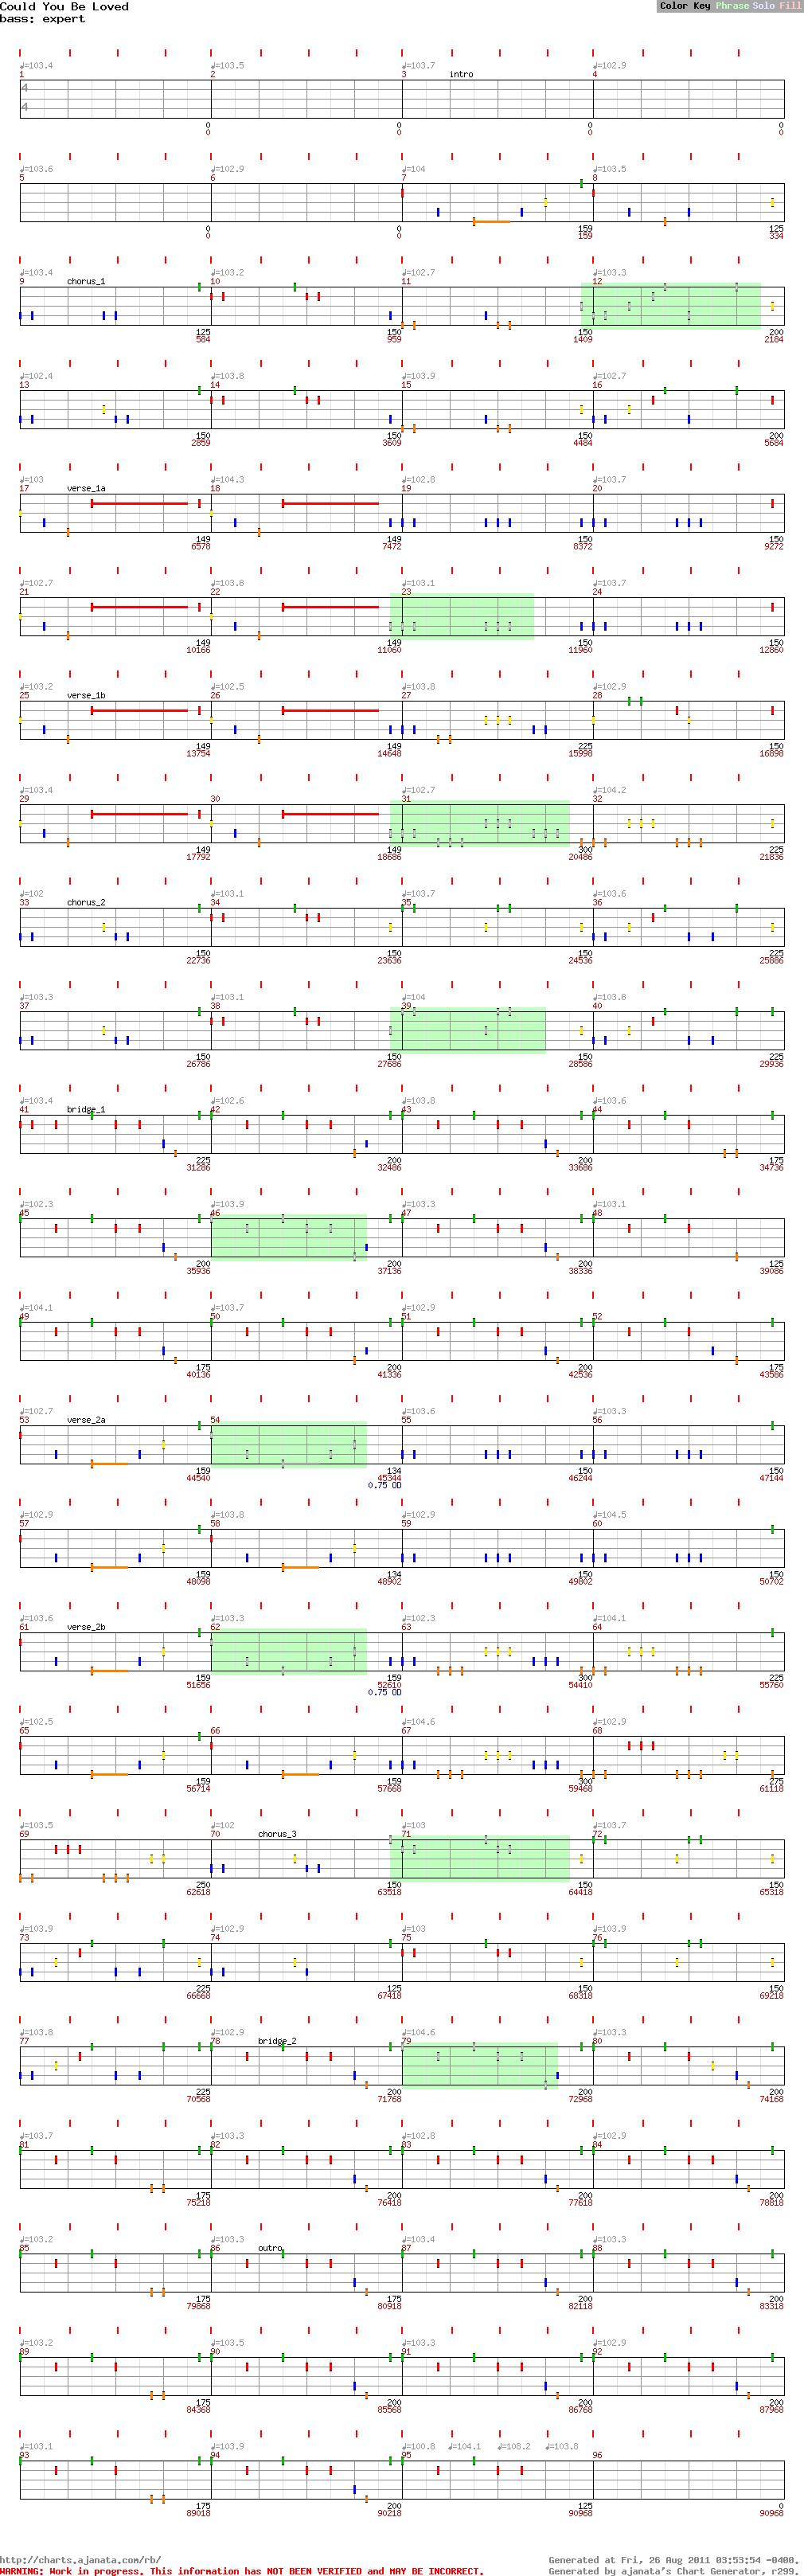 Could You Be Loved
Color Key Phrase Solo Fill
bass: expert
♩=103.4 ♩=103.5 ♩=103.7 ♩=102.9
1 2 3 intro 4
4
4
0 0 0 0
0 0 0 0
♩=103.6 ♩=102.9 ♩=104 ♩=103.5
5 6 7 8
0 0 159 125
0 0 159 334
♩=103.4 ♩=103.2 ♩=102.7 ♩=103.3
9 chorus_1 10 11 12
125 150 150 200
584 959 1409 2184
♩=102.4 ♩=103.8 ♩=103.9 ♩=102.7
13 14 15 16
150 150 150 200
2859 3609 4484 5684
♩=103 ♩=104.3 ♩=102.8 ♩=103.7
17 verse_1a 18 19 20
149 149 150 150
6578 7472 8372 9272
♩=102.7 ♩=103.8 ♩=103.1 ♩=103.7
21 22 23 24
149 149 150 150
10166 11060 11960 12860
♩=103.2 ♩=102.5 ♩=103.8 ♩=102.9
25 verse_1b 26 27 28
149 149 225 150
13754 14648 15998 16898
♩=103.4 ♩=102.7 ♩=104.2
29 30 31 32
149 149 300 225
17792 18686 20486 21836
♩=102 ♩=103.1 ♩=103.7 ♩=103.6
33 chorus_2 34 35 36
150 150 150 225
22736 23636 24536 25886
♩=103.3 ♩=103.1 ♩=104 ♩=103.8
37 38 39 40
150 150 150 225
26786 27686 28586 29936
♩=103.4 ♩=102.6 ♩=103.8 ♩=103.6
41 bridge_1 42 43 44
225 200 200 175
31286 32486 33686 34736
♩=102.3 ♩=103.9 ♩=103.3 ♩=103.1
45 46 47 48
200 200 200 125
35936 37136 38336 39086
♩=104.1 ♩=103.7 ♩=102.9
49 50 51 52
175 200 200 175
40136 41336 42536 43586
♩=102.7 ♩=103.6 ♩=103.3
53 verse_2a 54 55 56
159 134 150 150
44540 45344 46244 47144
0.75 OD
♩=102.9 ♩=103.8 ♩=102.9 ♩=104.5
57 58 59 60
159 134 150 150
48098 48902 49802 50702
♩=103.6 ♩=103.3 ♩=102.3 ♩=104.1
61 verse_2b 62 63 64
159 159 300 225
51656 52610 54410 55760
0.75 OD
♩=102.5 ♩=104.6 ♩=102.9
65 66 67 68
159 159 300 275
56714 57668 59468 61118
♩=103.5 ♩=102 ♩=103 ♩=103.7
69 70 chorus_3 71 72
250 150 150 150
62618 63518 64418 65318
♩=103.9 ♩=102.9 ♩=103 ♩=103.9
73 74 75 76
225 125 150 150
66668 67418 68318 69218
♩=103.8 ♩=102.9 ♩=104.6 ♩=103.3
77 78 bridge_2 79 80
225 200 200 200
70568 71768 72968 74168
♩=103.7 ♩=103.3 ♩=102.8 ♩=102.9
81 82 83 84
175 200 200 200
75218 76418 77618 78818
♩=103.2 ♩=103.3 ♩=103.4 ♩=103.3
85 86 outro 87 88
175 175 200 200
79868 80918 82118 83318
♩=103.2 ♩=103.5 ♩=103.3 ♩=102.9
89 90 91 92
175 200 200 200
84368 85568 86768 87968
♩=103.1 ♩=103.9 ♩=100.8 ♩=104.1 ♩=108.2 ♩=103.8
93 94 95 96
175 200 125 0
89018 90218 90968 90968
http://charts.ajanata.com/rb/
Generated at Fri, 26 Aug 2011 03:53:54 -0400.
WARNING: Work in progress. This information has NOT BEEN VERIFIED and MAY BE INCORRECT.
Generated by ajanata's Chart Generator, r299.